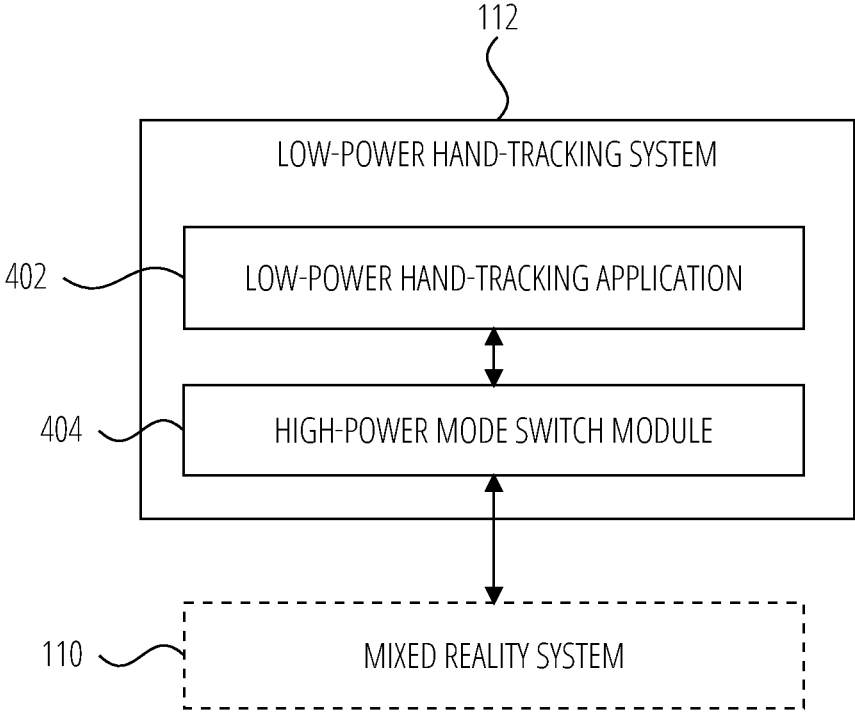 112
LOW-POWER HAND-TRACKING SYSTEM
402
LOW-POWER HAND-TRACKING APPLICATION
404
HIGH-POWER MODE SWITCH MODULE
110
MIXED REALITY SYSTEM